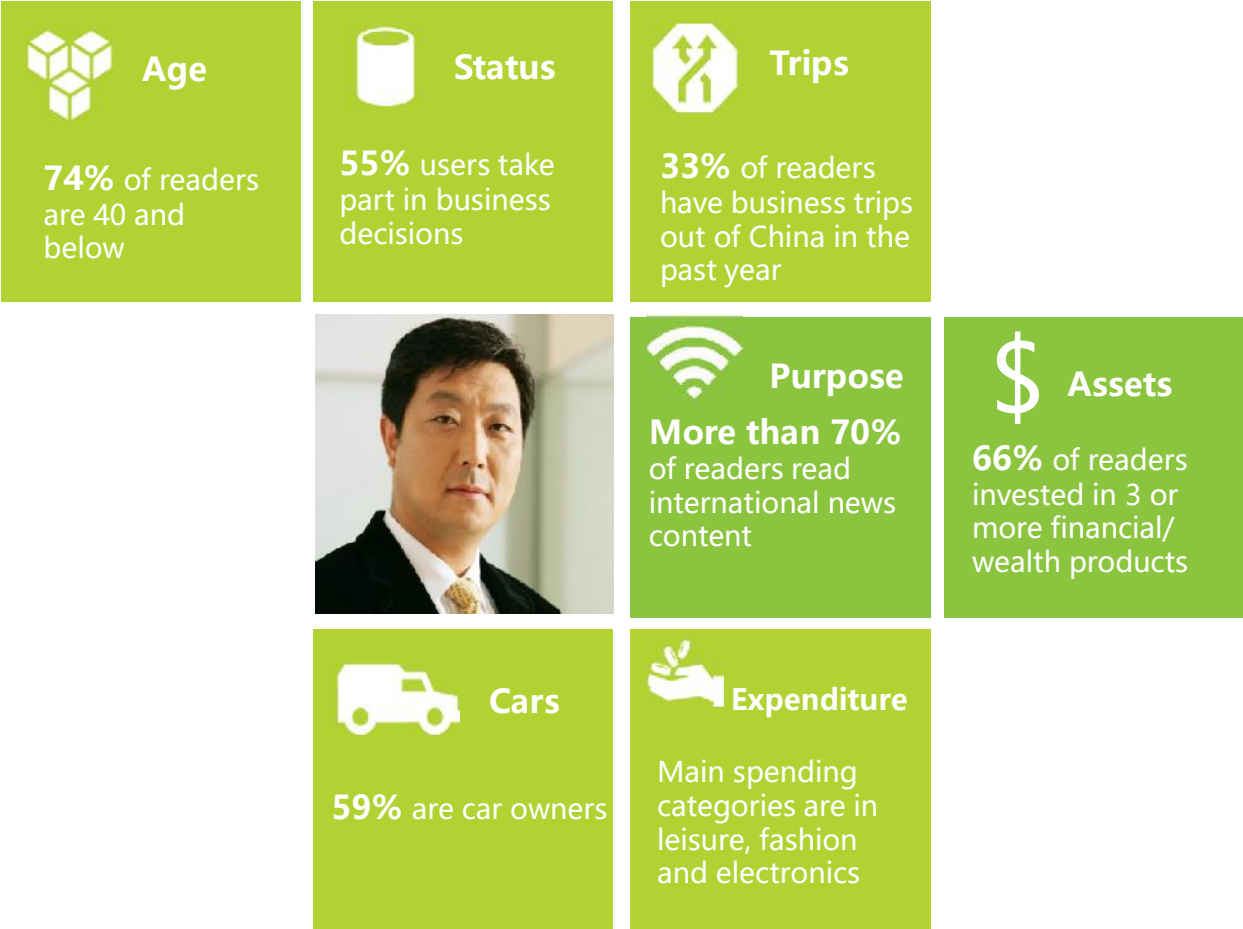 Age
74% of readers
are 40 and
below
Status
55% users take
part in business
decisions
Trips
33% of readers
have business trips
out of China in the
past year
Purpose
More than 70%
of readers read
international news
content
$
Assets
66% of readers
invested in 3 or
more financial/
wealth products
Cars
59% are car owners
Expenditure
Main spending
categories are in
leisure, fashion
and electronics